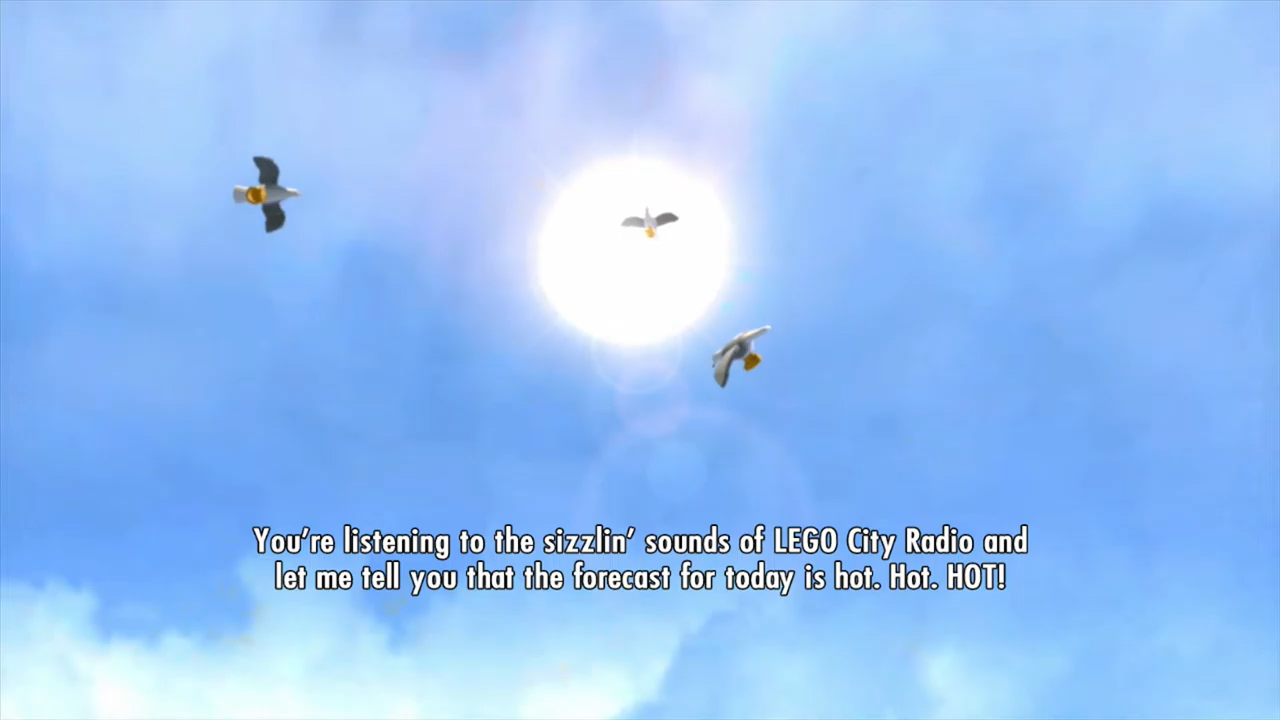 You're listening to the sizzlin' sounds of LEGO City Radio and
let me tell you that the forecast for today is hot. Hot. HOT!